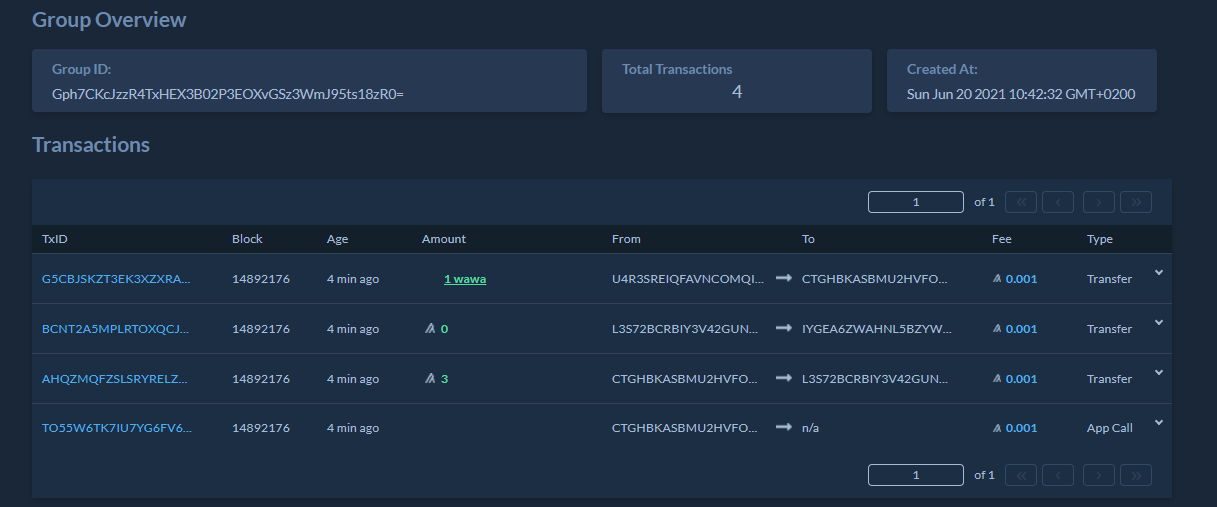 Group Overview
Group ID:
Gph7CKcJzzR4TxHEX3B02P3EOXvGSz3WmJ95ts18zR0=
Total Transactions
4
Created At:
Sun Jun 20 2021 10:42:32 GMT+0200
Transactions
1 of 1
TxID Block Age Amount From To Fee Type
G5CBJSKZT3EK3XZXRA... 14892176 4 min ago 1 wawa U4R3SREIQFAVNCOMQI... CTGHBKASBMU2HVFO... 0.001 Transfer
BCNT2A5MPLRTOXQCJ... 14892176 4 min ago 0 L3S72BCRBIY3V42GUN... IYGEA6ZWAHNL5BZYW... 0.001 Transfer
AHQZMQFZSLSRYRELZ... 14892176 4 min ago 3 CTGHBKASBMU2HVFO... L3S72BCRBIY3V42GUN... 0.001 Transfer
TO55W6TK7IU7YG6FV6... 14892176 4 min ago CTGHBKASBMU2HVFO... n/a 0.001 App Call
1 of 1